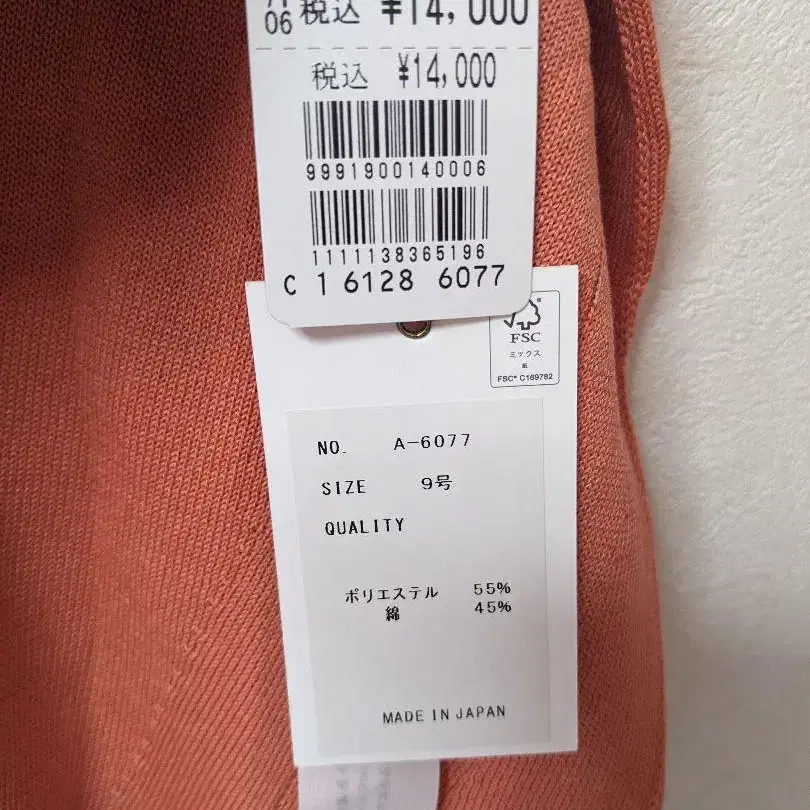 06 税込 ¥14,000
税込 ¥14,000
9991900140006
1111138365196
C 1 6128 6077
FSC
ミックス
紙
FSC® C169782
NO. A-6077
SIZE 9号
QUALITY
ポリエステル 55%
綿 45%
MADE IN JAPAN